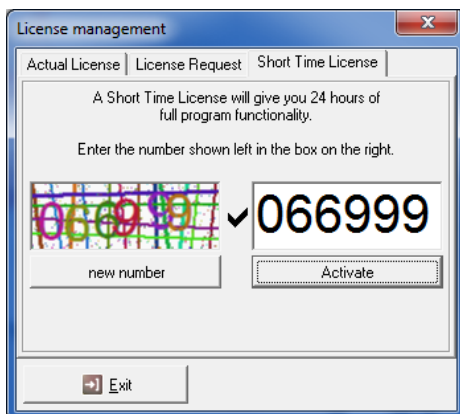 License management
Actual License
License Request
Short Time License
A Short Time License will give you 24 hours of
full program functionality.
Enter the number shown left in the box on the right.
066999
066999
new number
Activate
Exit